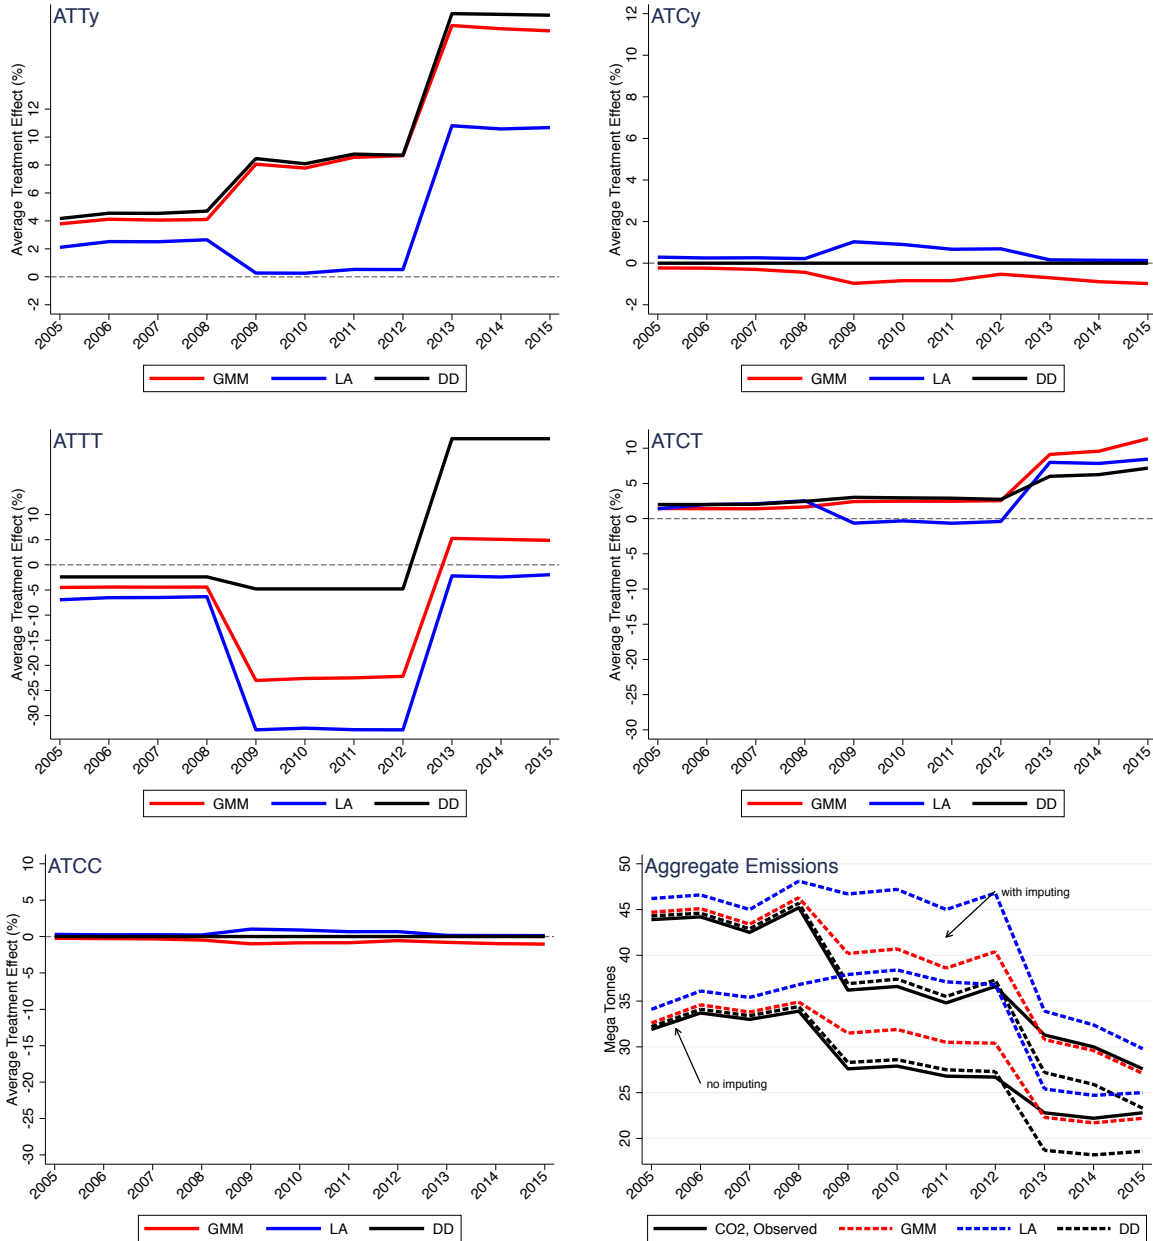 ATTy
Average Treatment Effect (%)
12
10
8
6
4
2
0
-2
2005 2006 2007 2008 2009 2010 2011 2012 2013 2014 2015
GMM LA DD
ATCy
Average Treatment Effect (%)
12
10
8
6
4
2
0
-2
2005 2006 2007 2008 2009 2010 2011 2012 2013 2014 2015
GMM LA DD
ATTT
Average Treatment Effect (%)
10
5
0
-5
-10
-15
-20
-25
-30
2005 2006 2007 2008 2009 2010 2011 2012 2013 2014 2015
GMM LA DD
ATCT
Average Treatment Effect (%)
10
5
0
-5
-10
-15
-20
-25
-30
2005 2006 2007 2008 2009 2010 2011 2012 2013 2014 2015
GMM LA DD
ATCC
Average Treatment Effect (%)
10
5
0
-5
-10
-15
-20
-25
-30
2005 2006 2007 2008 2009 2010 2011 2012 2013 2014 2015
GMM LA DD
Aggregate Emissions
Mega Tonnes
50
45
40
35
30
25
20
with imputing
no imputing
2005 2006 2007 2008 2009 2010 2011 2012 2013 2014 2015
CO2, Observed GMM LA DD